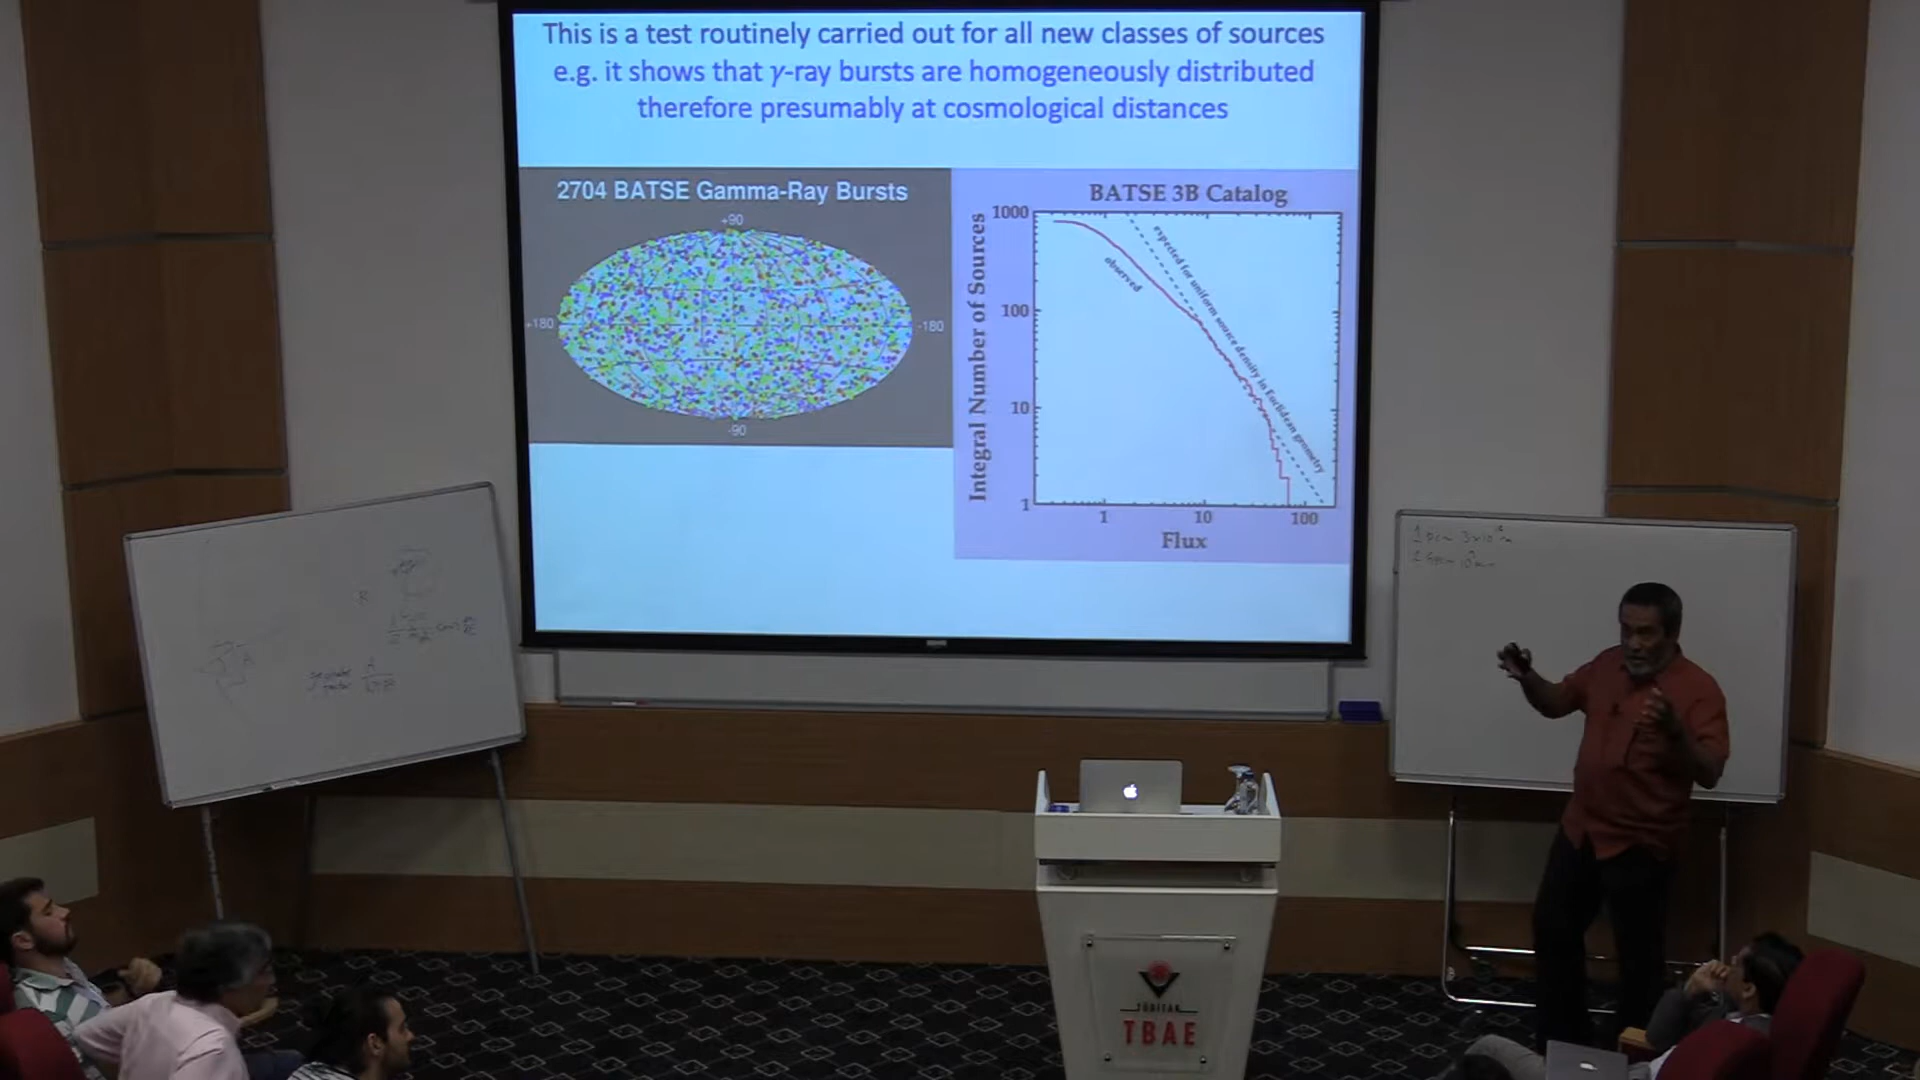 This is a test routinely carried out for all new classes of sources
e.g. it shows that γ-ray bursts are homogeneously distributed
therefore presumably at cosmological distances
2704 BATSE Gamma-Ray Bursts
+90
+180
-180
-90
BATSE 3B Catalog
Integral Number of Sources
1000
100
10
1
observed
expected for uniform source density in Euclidean geometry
1
10
100
Flux
R
A
TÜBİTAK
TBAE